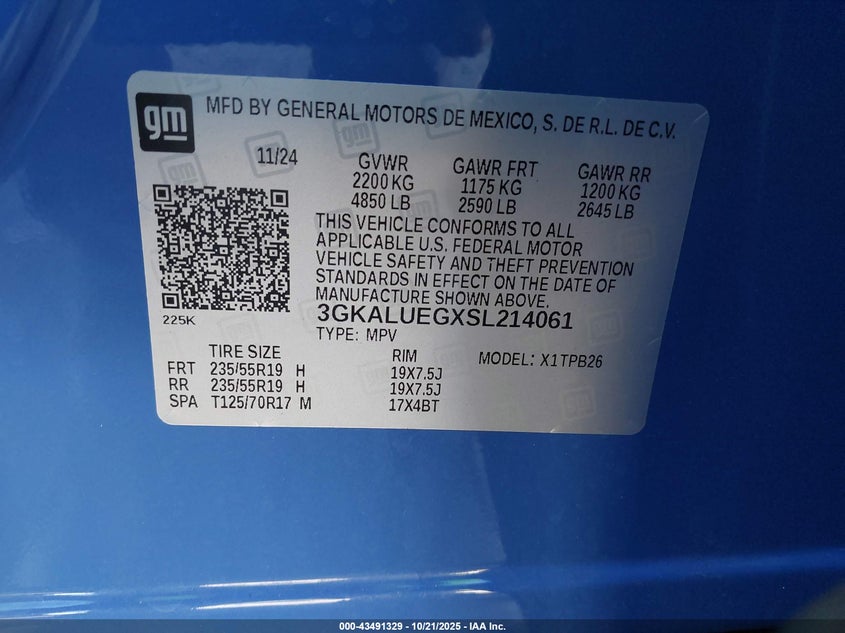 gm
MFD BY GENERAL MOTORS DE MEXICO, S. DE R.L. DE C.V.
11/24 GVWR GAWR FRT GAWR RR
2200 KG 1175 KG 1200 KG
4850 LB 2590 LB 2645 LB
THIS VEHICLE CONFORMS TO ALL
APPLICABLE U.S. FEDERAL MOTOR
VEHICLE SAFETY AND THEFT PREVENTION
STANDARDS IN EFFECT ON THE DATE OF
MANUFACTURE SHOWN ABOVE.
225K
3GKALUEGXSL214061
TYPE: MPV
TIRE SIZE RIM MODEL: X1TPB26
FRT 235/55R19 H 19X7.5J
RR 235/55R19 H 19X7.5J
SPA T125/70R17 M 17X4BT
000-43491329 - 10/21/2025 - IAA Inc.